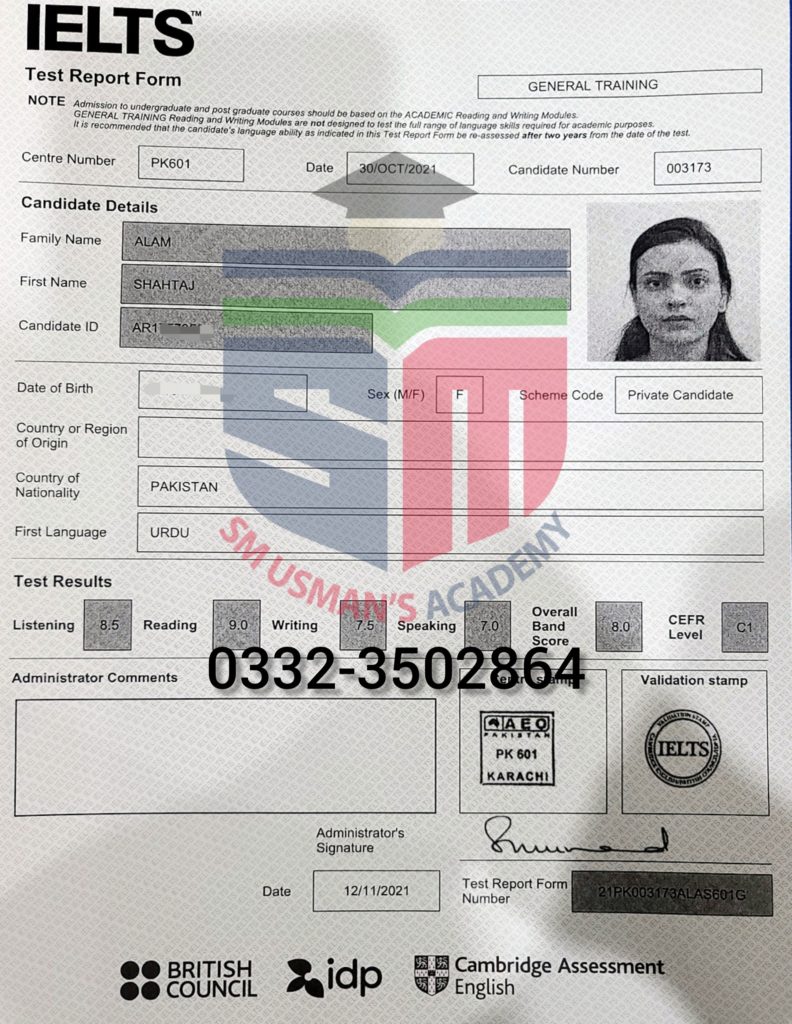 IELTS™
Test Report Form
GENERAL TRAINING
NOTE Admission to undergraduate and post graduate courses should be based on the ACADEMIC Reading and Writing Modules.
GENERAL TRAINING Reading and Writing Modules are not designed to test the full range of language skills required for academic purposes.
It is recommended that the candidate's language ability as indicated in this Test Report Form be re-assessed after two years from the date of the test.
Centre Number PK601 Date 30/OCT/2021 Candidate Number 003173
Candidate Details
Family Name ALAM
First Name SHAHTAJ
Candidate ID
Date of Birth Sex (M/F) F Scheme Code Private Candidate
Country or Region
of Origin
Country of
Nationality PAKISTAN
First Language URDU
SM USMAN'S ACADEMY
Test Results
Listening 8.5 Reading 9.0 Writing 7.5 Speaking 7.0 Overall
Band
Score 8.0 CEFR
Level C1
0332-3502864
Administrator Comments Centre stamp Validation stamp
AEO
PAKISTAN
PK 601
KARACHI
IELTS
Administrator's
Signature
Date 12/11/2021 Test Report Form
Number 21PK003173ALAS601G
BRITISH
COUNCIL
idp
Cambridge Assessment
English